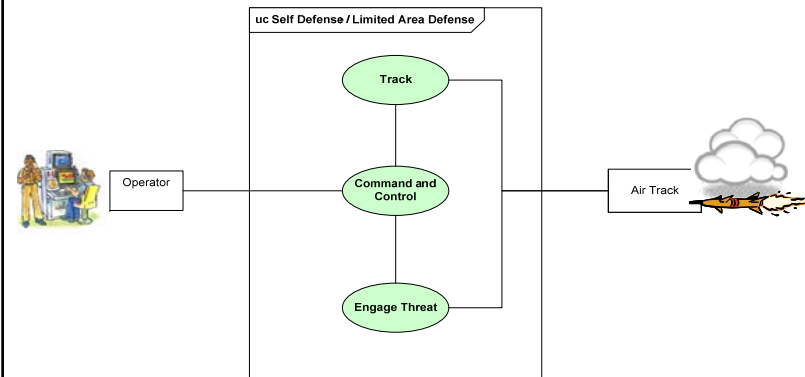 uc Self Defense / Limited Area Defense
Track
Operator
Command and
Control
Air Track
Engage Threat